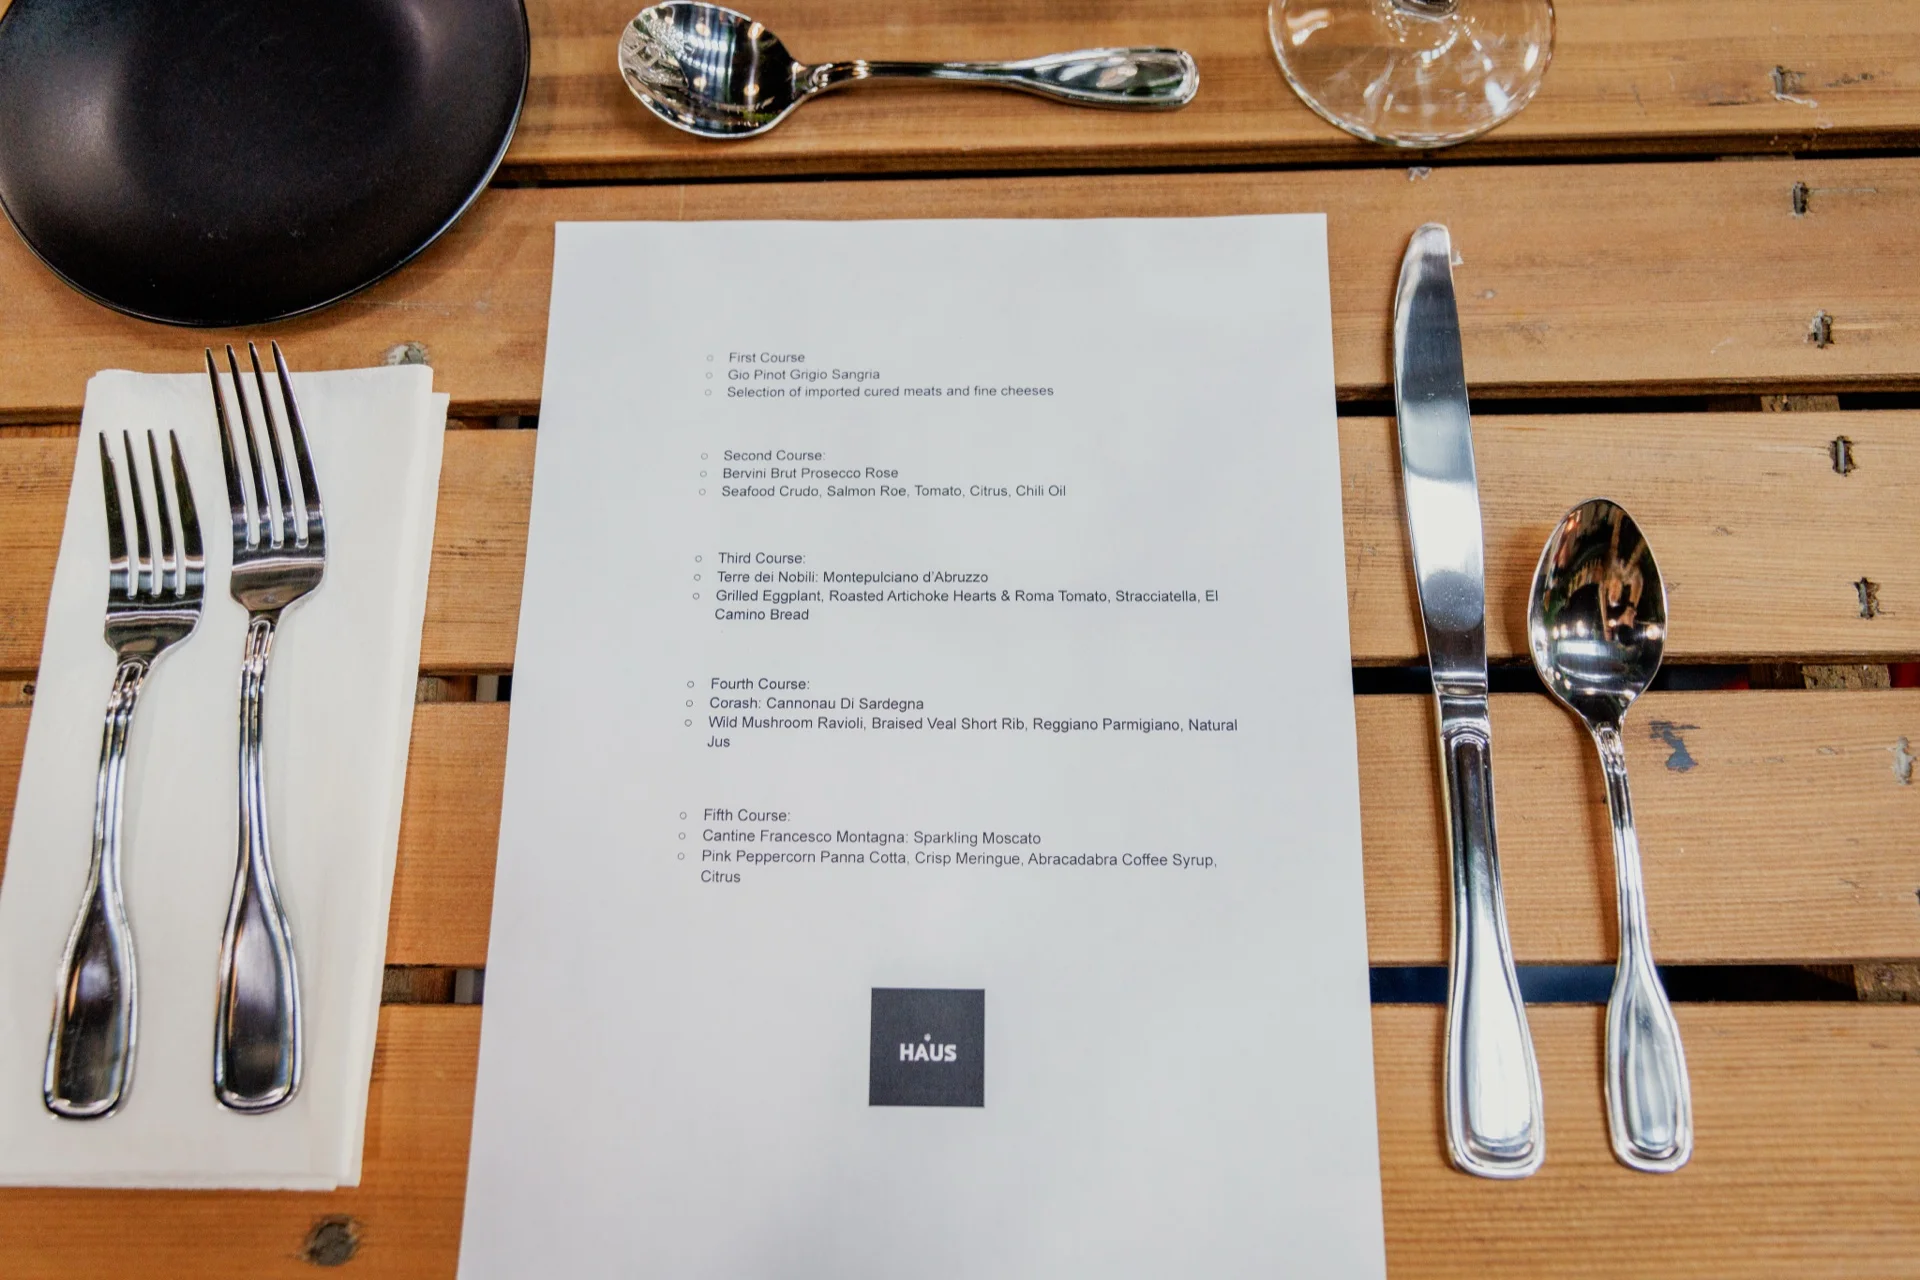 First Course
Gio Pinot Grigio Sangria
Selection of imported cured meats and fine cheeses
Second Course:
Bervini Brut Prosecco Rose
Seafood Crudo, Salmon Roe, Tomato, Citrus, Chili Oil
Third Course:
Terre dei Nobili: Montepulciano d'Abruzzo
Grilled Eggplant, Roasted Artichoke Hearts & Roma Tomato, Stracciatella, El
Camino Bread
Fourth Course:
Corash: Cannonau Di Sardegna
Wild Mushroom Ravioli, Braised Veal Short Rib, Reggiano Parmigiano, Natural
Jus
Fifth Course:
Cantine Francesco Montagna: Sparkling Moscato
Pink Peppercorn Panna Cotta, Crisp Meringue, Abracadabra Coffee Syrup,
Citrus
HAUS